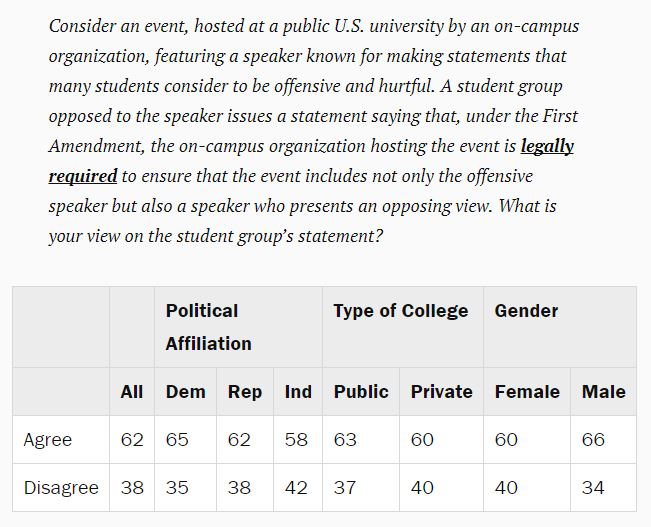 Consider an event, hosted at a public U.S. university by an on-campus
organization, featuring a speaker known for making statements that
many students consider to be offensive and hurtful. A student group
opposed to the speaker issues a statement saying that, under the First
Amendment, the on-campus organization hosting the event is legally
required to ensure that the event includes not only the offensive
speaker but also a speaker who presents an opposing view. What is
your view on the student group’s statement?
Political Affiliation Type of College Gender
All Dem Rep Ind Public Private Female Male
Agree 62 65 62 58 63 60 60 66
Disagree 38 35 38 42 37 40 40 34